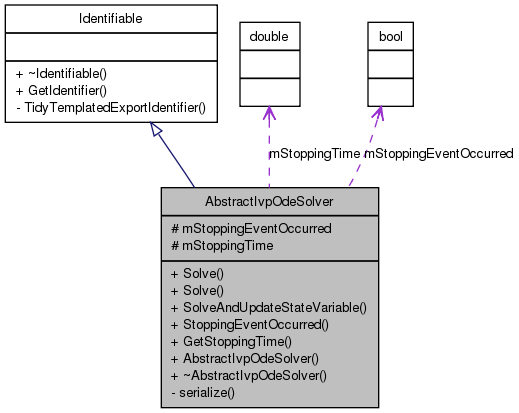 Identifiable
+ ~Identifiable()
+ GetIdentifier()
- TidyTemplatedExportIdentifier()
double
bool
mStoppingTime
mStoppingEventOccurred
AbstractIvpOdeSolver
# mStoppingEventOccurred
# mStoppingTime
+ Solve()
+ Solve()
+ SolveAndUpdateStateVariable()
+ StoppingEventOccurred()
+ GetStoppingTime()
+ AbstractIvpOdeSolver()
+ ~AbstractIvpOdeSolver()
- serialize()